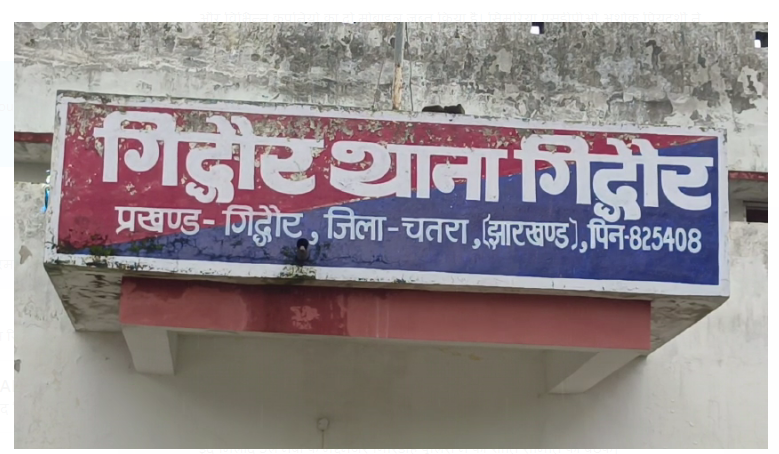 गिद्धौर थाना गिद्धौर
प्रखण्ड- गिद्धौर, जिला-चतरा,(झारखण्ड),पिन-825408